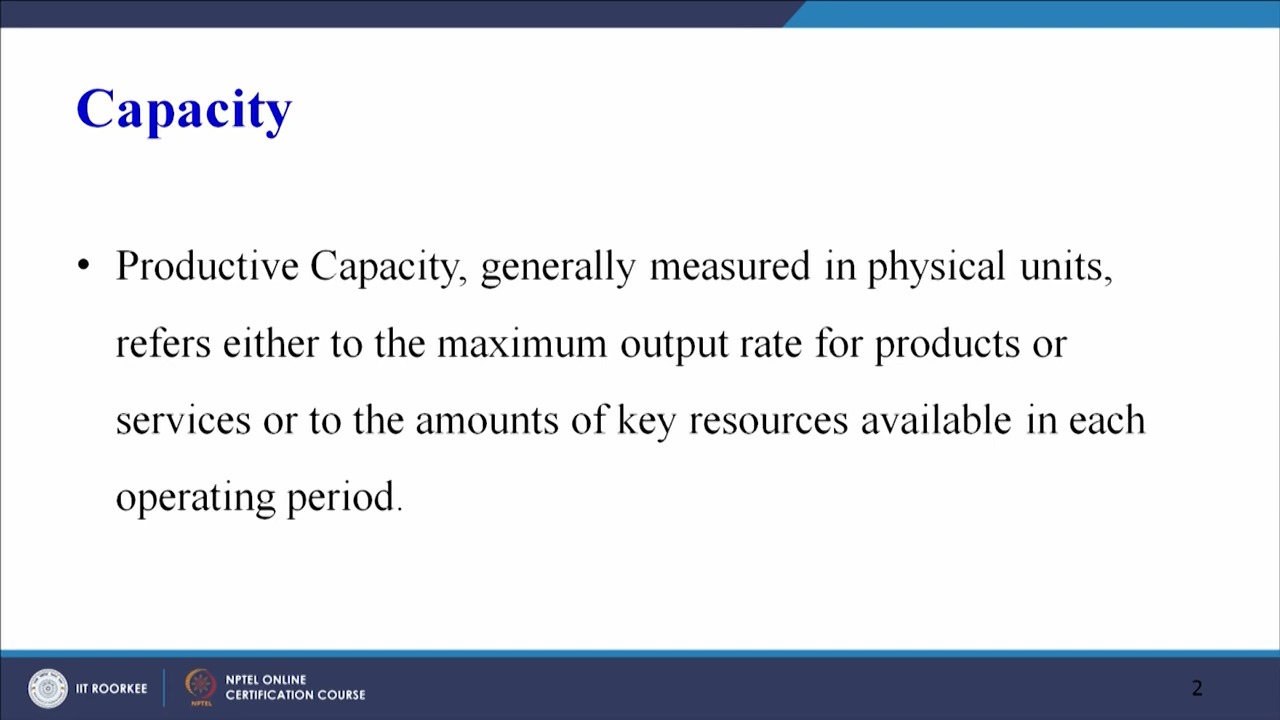 Capacity
• Productive Capacity, generally measured in physical units,
refers either to the maximum output rate for products or
services or to the amounts of key resources available in each
operating period.
IIT ROORKEE
NPTEL
NPTEL ONLINE
CERTIFICATION COURSE
2